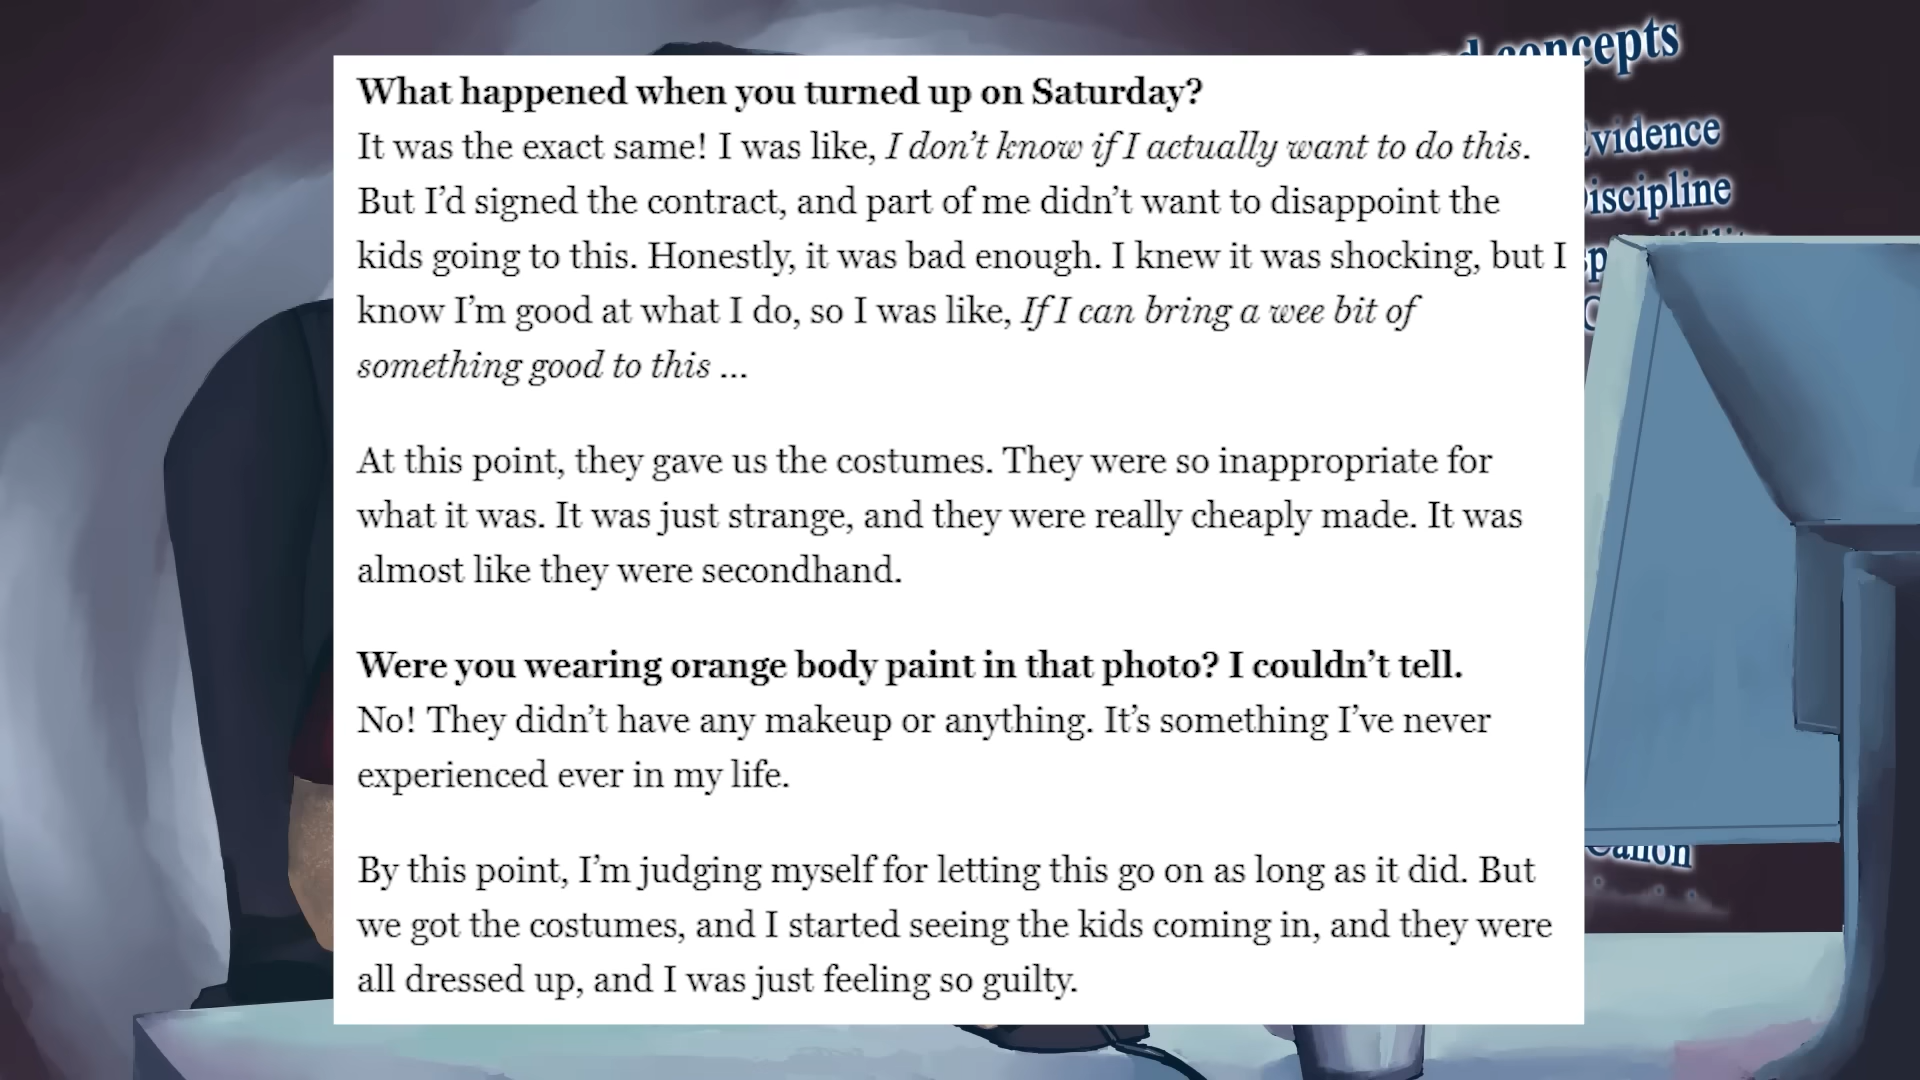 and concepts
What happened when you turned up on Saturday?
It was the exact same! I was like, I don’t know if I actually want to do this.
But I’d signed the contract, and part of me didn’t want to disappoint the
kids going to this. Honestly, it was bad enough. I knew it was shocking, but I
know I’m good at what I do, so I was like, If I can bring a wee bit of
something good to this ...
At this point, they gave us the costumes. They were so inappropriate for
what it was. It was just strange, and they were really cheaply made. It was
almost like they were secondhand.
Were you wearing orange body paint in that photo? I couldn’t tell.
No! They didn’t have any makeup or anything. It’s something I’ve never
experienced ever in my life.
By this point, I’m judging myself for letting this go on as long as it did. But
we got the costumes, and I started seeing the kids coming in, and they were
all dressed up, and I was just feeling so guilty.
Evidence
Discipline
Canon